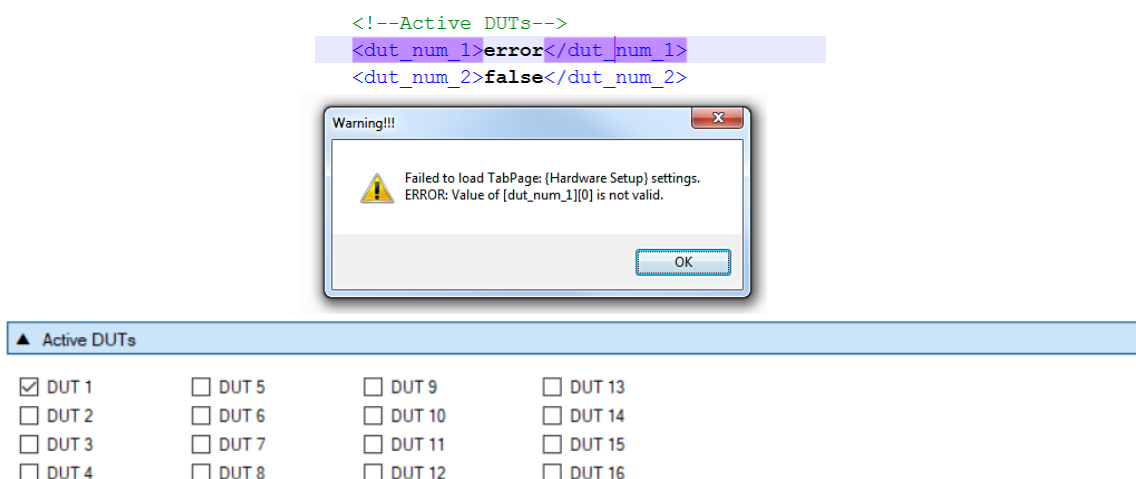 <!--Active DUTs-->
<dut_num_1>error</dut_num_1>
<dut_num_2>false</dut_num_2>
Warning!!!
Failed to load TabPage: {Hardware Setup} settings.
ERROR: Value of [dut_num_1][0] is not valid.
OK
Active DUTs
DUT 1 DUT 5 DUT 9 DUT 13
DUT 2 DUT 6 DUT 10 DUT 14
DUT 3 DUT 7 DUT 11 DUT 15
DUT 4 DUT 8 DUT 12 DUT 16